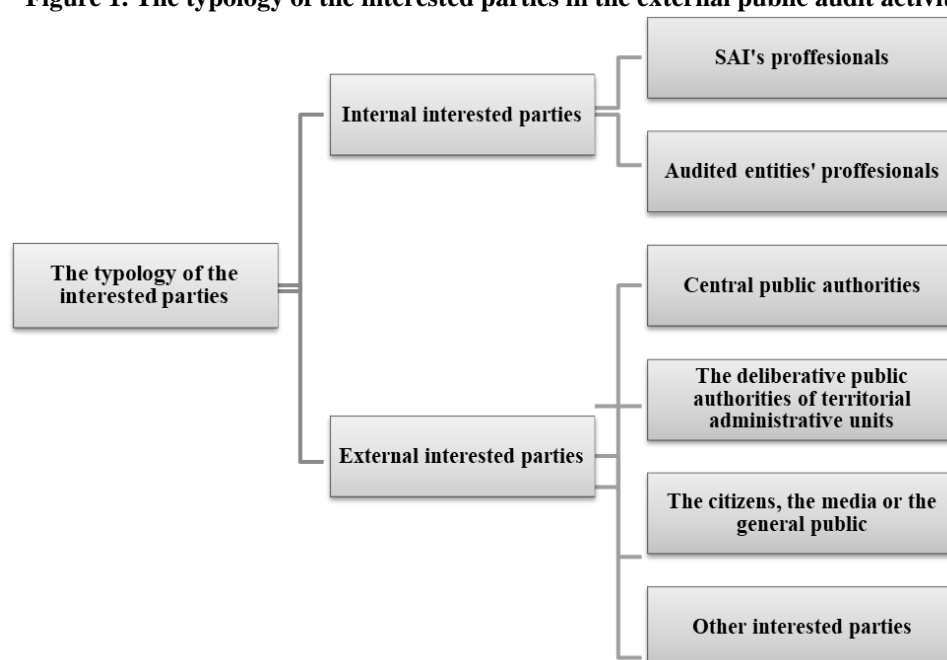 Figure 1. The typology of the interested parties in the external public audit activit
SAI's proffesionals
Internal interested parties
Audited entities' proffesionals
The typology of the
interested parties
Central public authorities
The deliberative public
authorities of territorial
administrative units
External interested parties
The citizens, the media or the
general public
Other interested parties